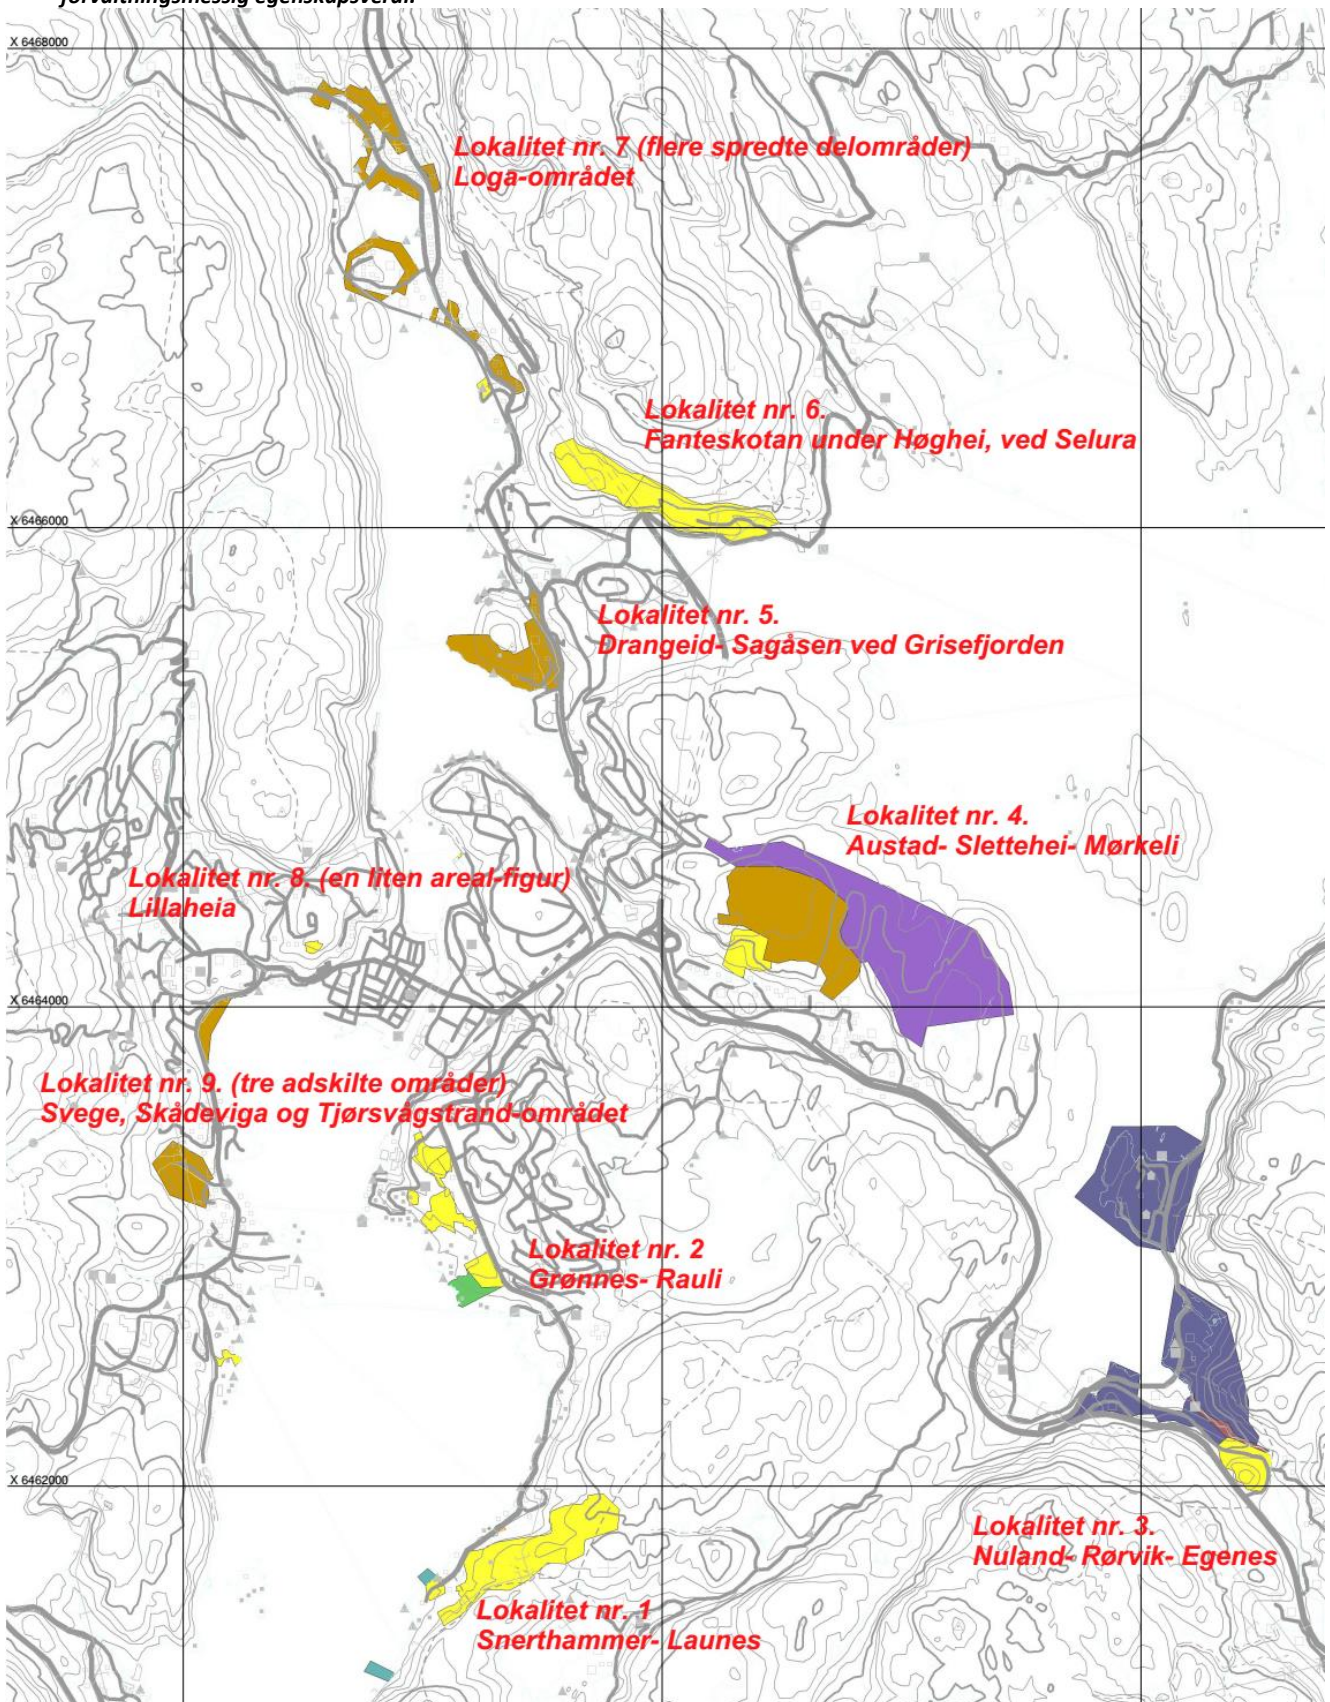 forvaltningsmessig egenskapsverdi.
X 6468000
Lokalitet nr. 7 (flere spredte delområder)
Loga-området
Lokalitet nr. 6.
Fanteskotan under Høghei, ved Selura
X 6466000
Lokalitet nr. 5.
Drangeid- Sagåsen ved Grisefjorden
Lokalitet nr. 4.
Austad- Slettehei- Mørkeli
Lokalitet nr. 8. (en liten areal-figur)
Lillaheia
X 6464000
Lokalitet nr. 9. (tre adskilte områder)
Svege, Skådeviga og Tjørsvågstrand-området
Lokalitet nr. 2
Grønnes- Rauli
X 6462000
Lokalitet nr. 3.
Nuland- Rørvik- Egenes
Lokalitet nr. 1
Snerthammer- Launes